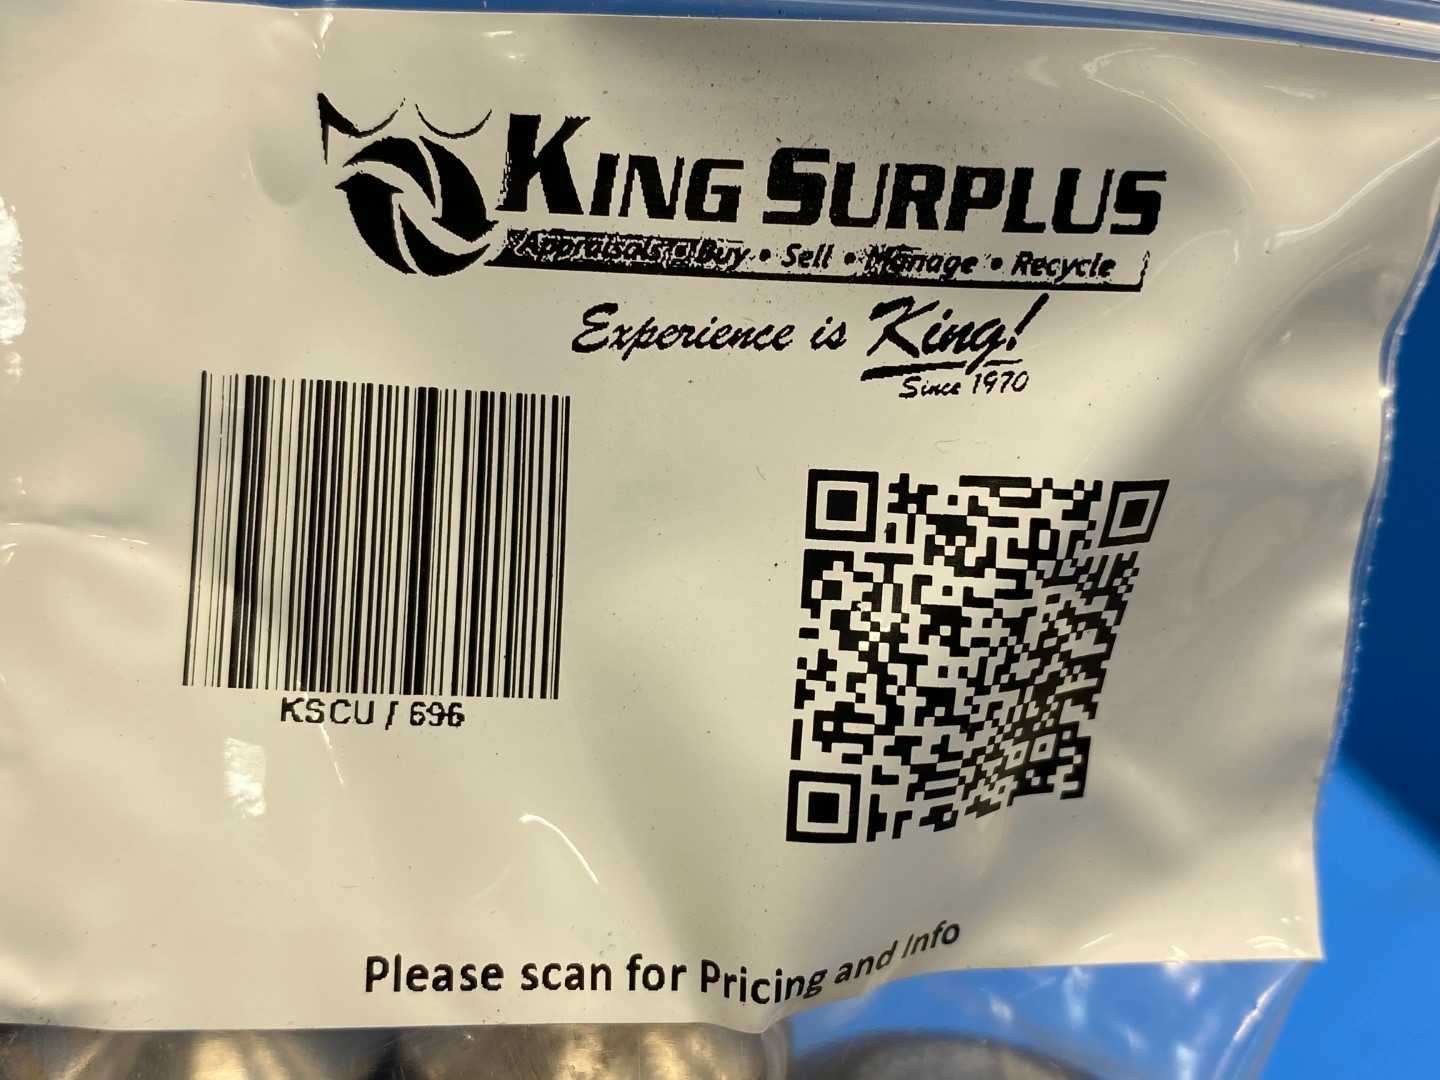 KING SURPLUS
Appraisals • Buy • Sell • Manage • Recycle
Experience is King!
Since 1970
KSCU / 696
Please scan for Pricing and Info